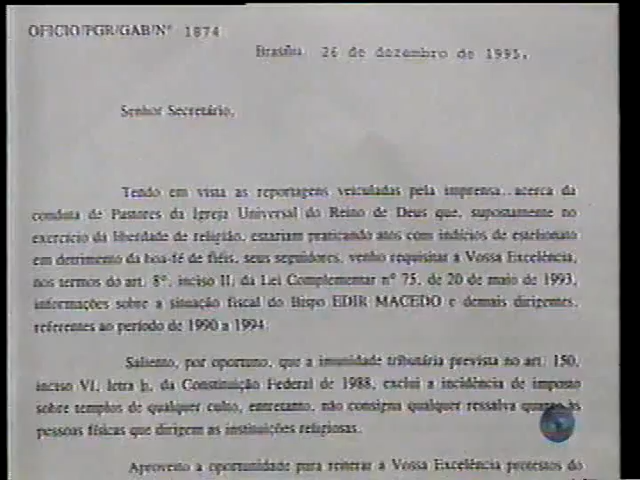 OFICIO/PGR/GAB/Nº 1874
Brasília, 26 de dezembro de 1995.
Senhor Secretário,
Tendo em vista as reportagens veiculadas pela imprensa, acerca da
conduta de Pastores da Igreja Universal do Reino de Deus que, supostamente no
exercício da liberdade de religião, estariam praticando atos com indícios de estelionato
em detrimento da boa-fé de fiéis, seus seguidores, venho requisitar a Vossa Excelência,
nos termos do art. 8º, inciso II, da Lei Complementar nº 75, de 20 de maio de 1993,
informações sobre a situação fiscal do Bispo EDIR MACEDO e demais dirigentes,
referentes ao período de 1990 a 1994.
Saliento, por oportuno, que a imunidade tributária prevista no art. 150,
inciso VI, letra b, da Constituição Federal de 1988, exclui a incidência de imposto
sobre templos de qualquer culto, entretanto, não consigna qualquer ressalva quanto às
pessoas físicas que dirigem as instituições religiosas.
Aproveito a oportunidade para reiterar a Vossa Excelência protestos do